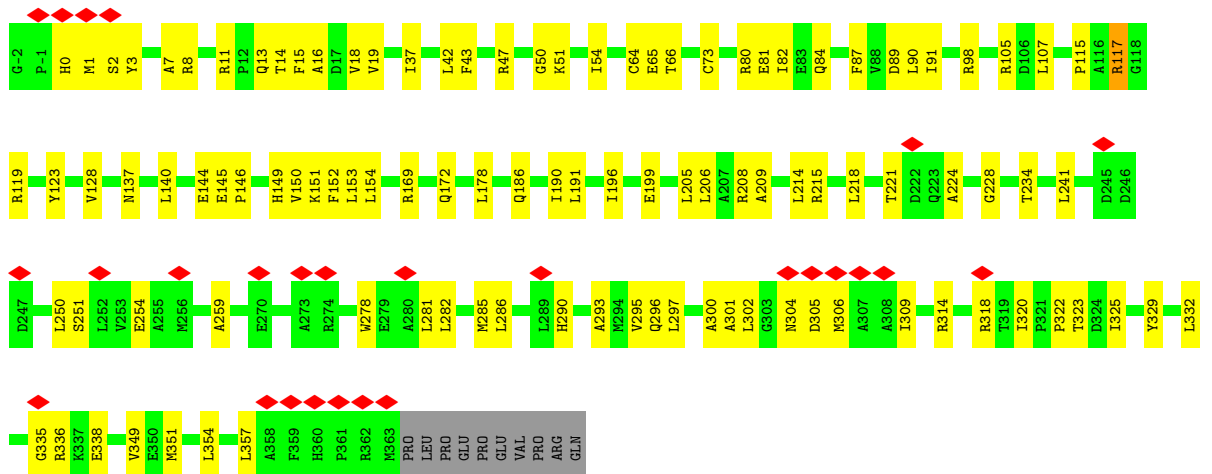 G-2 P-1 H0 M1 S2 Y3 A7 R8 R11 P12 Q13 T14 F15 A16 D17 V18 V19 I37 L42 F43 R47 G50 K51 I54 C64 E65 T66 C73 R80 E81 I82 E83 Q84 F87 V88 D89 L90 I91 R98 R105 D106 L107 P115 A116 R117 G118
R119 Y123 V128 N137 L140 E144 E145 P146 H149 V150 K151 F152 L153 L154 R169 Q172 L178 Q186 I190 L191 I196 E199 L205 L206 A207 R208 A209 L214 R215 L218 T221 D222 Q223 A224 G228 T234 L241 D245 D246
D247 L250 S251 L252 V253 E254 A255 M256 A259 E270 A273 R274 W278 E279 A280 L281 L282 M285 L286 L289 H290 A293 M294 V295 Q296 L297 A300 A301 L302 G303 N304 D305 M306 A307 A308 I309 R314 R318 T319 I320 P321 P322 T323 D324 I325 Y329 L332
G335 R336 K337 E338 V349 E350 M351 L354 L357 A358 F359 H360 P361 R362 M363 PRO LEU PRO GLU PRO GLU VAL PRO ARG GLN